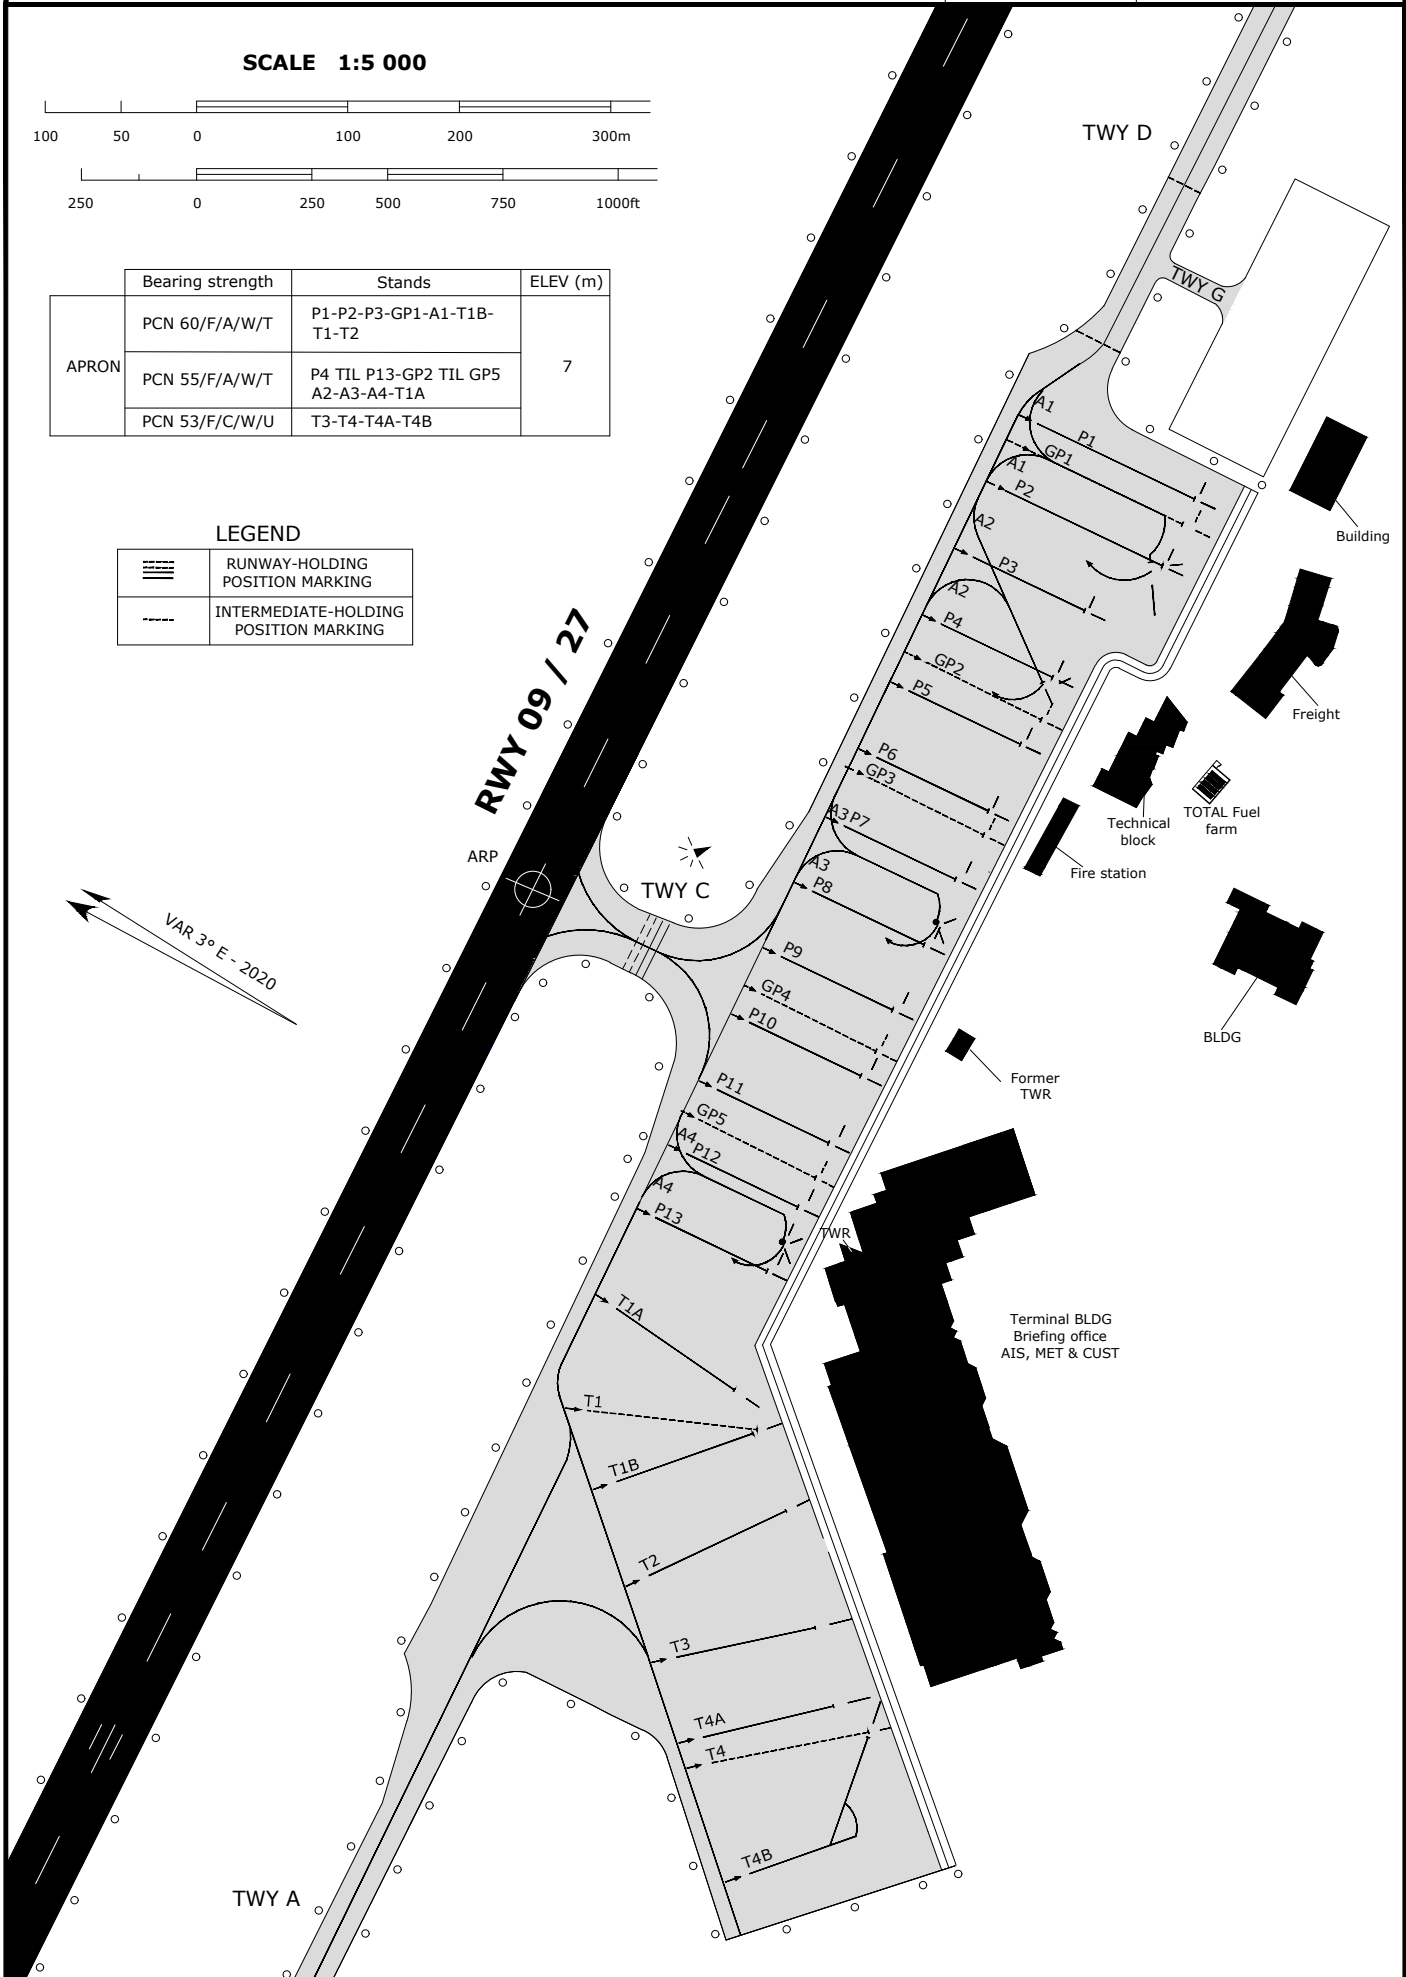 SCALE 1:5 000
100 50 0 100 200 300m
250 0 250 500 750 1000ft
Bearing strength Stands ELEV (m)
APRON
PCN 60/F/A/W/T
P1-P2-P3-GP1-A1-T1B-
T1-T2
PCN 55/F/A/W/T
P4 TIL P13-GP2 TIL GP5
A2-A3-A4-T1A
PCN 53/F/C/W/U T3-T4-T4A-T4B
7
LEGEND
RUNWAY-HOLDING
POSITION MARKING
INTERMEDIATE-HOLDING
POSITION MARKING
TWY D
TWY G
A1
P1
GP1
A1
P2
A2
P3
A2
P4
GP2
P5
P6
GP3
A3
P7
A3
P8
P9
GP4
P10
P11
GP5
A4
P12
A4
P13
T1A
T1
T1B
T2
T3
T4A
T4
T4B
RWY 09 / 27
ARP
TWY C
VAR 3° E - 2020
Building
Freight
Technical
block
TOTAL Fuel
farm
Fire station
BLDG
Former
TWR
TWR
Terminal BLDG
Briefing office
AIS, MET & CUST
TWY A